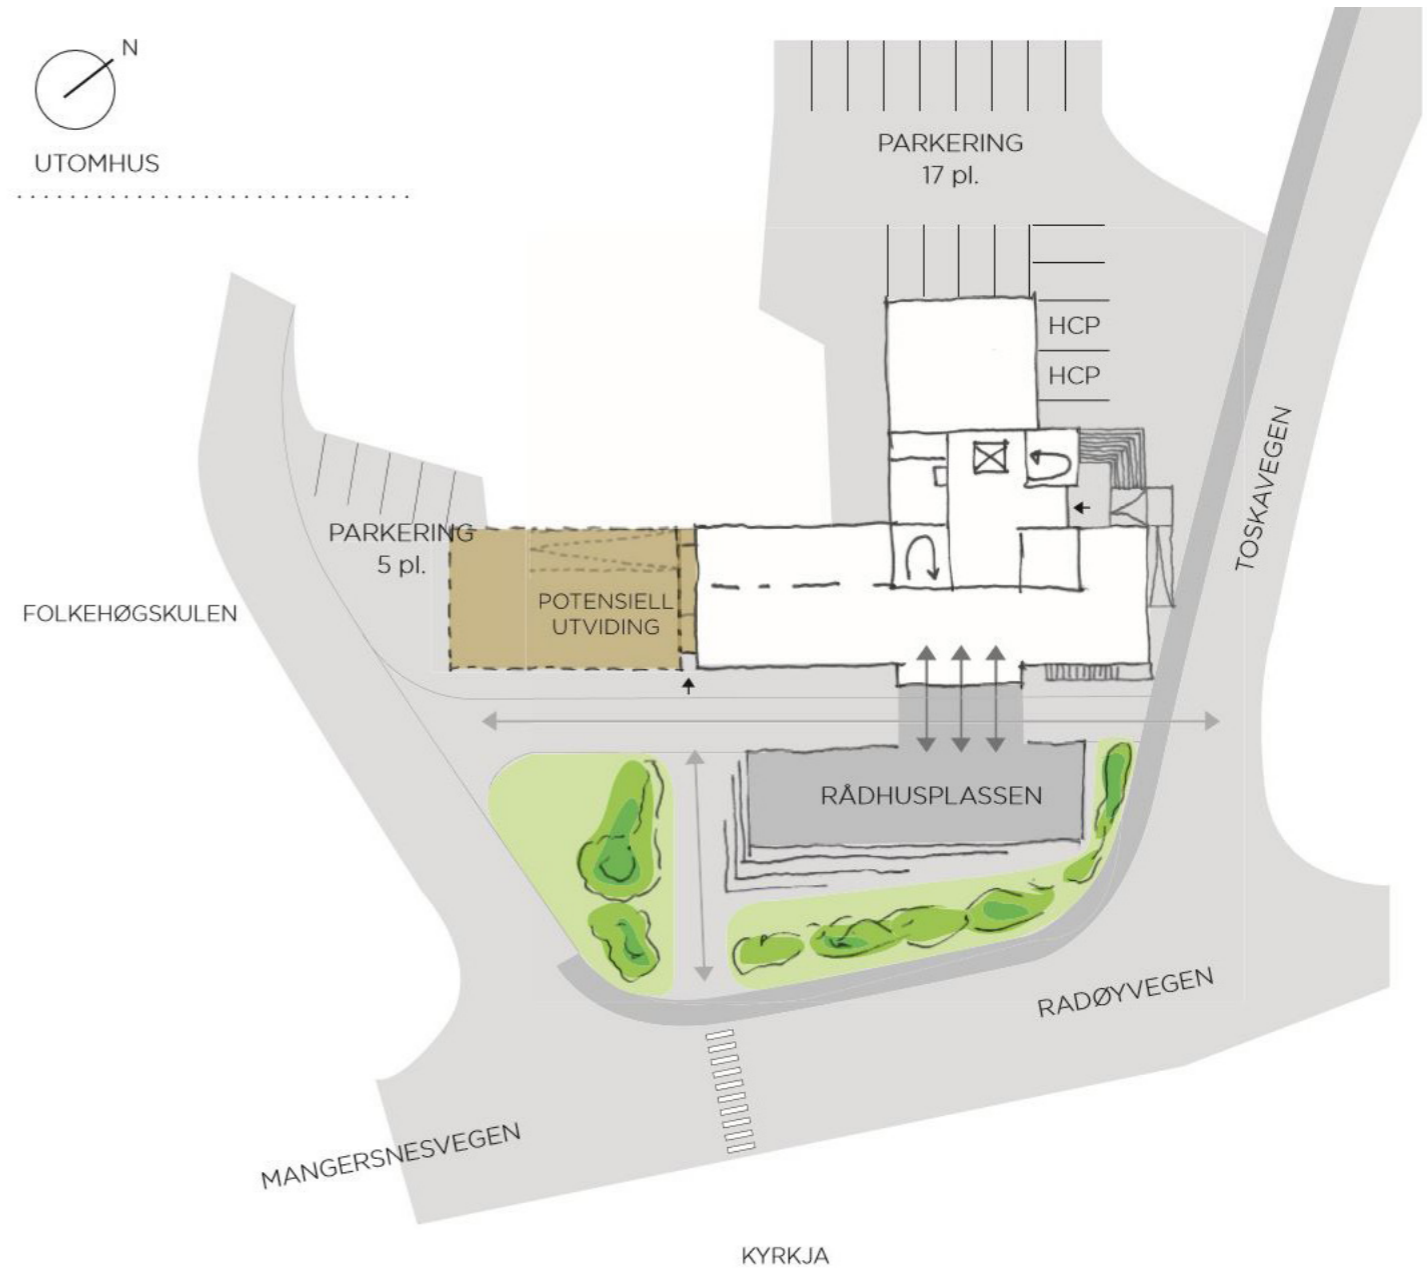 N
UTOMHUS
PARKERING
17 pl.
HCP
HCP
TOSKAVEGEN
PARKERING
5 pl.
POTENSIELL
UTVIDING
FOLKEHØGSKULEN
RÅDHUSPLASSEN
RADØYVEGEN
MANGERSNESVEGEN
KYRKJA